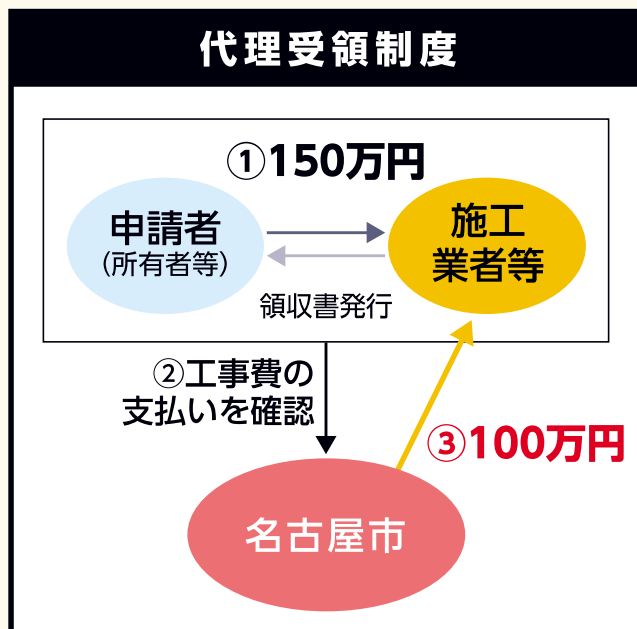 代理受領制度
①150万円
申請者
(所有者等)
施工
業者等
領収書発行
②工事費の
支払いを確認
③100万円
名古屋市